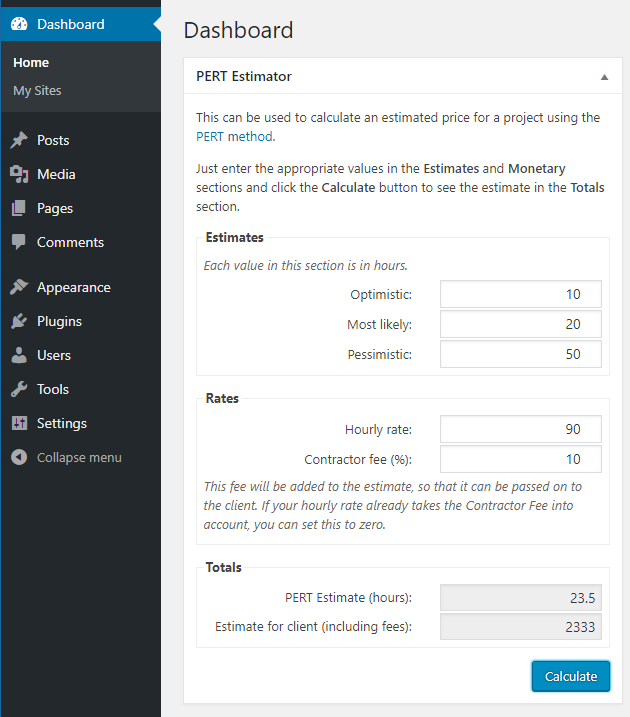 Dashboard
Home
My Sites
Posts
Media
Pages
Comments
Appearance
Plugins
Users
Tools
Settings
Collapse menu
Dashboard
PERT Estimator
This can be used to calculate an estimated price for a project using the
PERT method.
Just enter the appropriate values in the Estimates and Monetary
sections and click the Calculate button to see the estimate in the Totals
section.
Estimates
Each value in this section is in hours.
Optimistic: 10
Most likely: 20
Pessimistic: 50
Rates
Hourly rate: 90
Contractor fee (%): 10
This fee will be added to the estimate, so that it can be passed on to
the client. If your hourly rate already takes the Contractor Fee into
account, you can set this to zero.
Totals
PERT Estimate (hours): 23.5
Estimate for client (including fees): 2333
Calculate